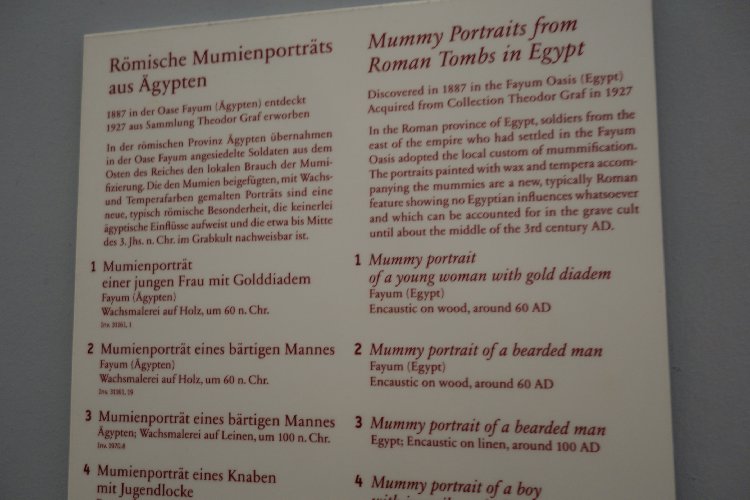 Römische Mumienporträts
aus Ägypten
1887 in der Oase Fayum (Ägypten) entdeckt
1927 aus Sammlung Theodor Graf erworben
In der römischen Provinz Ägypten übernahmen
in der Oase Fayum angesiedelte Soldaten aus dem
Osten des Reiches den lokalen Brauch der Mumi-
fizierung. Die den Mumien beigefügten, mit Wachs-
und Temperafarben gemalten Porträts sind eine
neue, typisch römische Besonderheit, die keinerlei
ägyptische Einflüsse aufweist und die etwa bis Mitte
des 3. Jhs. n. Chr. im Grabkult nachweisbar ist.
1 Mumienporträt
einer jungen Frau mit Golddiadem
Fayum (Ägypten)
Wachsmalerei auf Holz, um 60 n. Chr.
Inv. 31161, 1
2 Mumienporträt eines bärtigen Mannes
Fayum (Ägypten)
Wachsmalerei auf Holz, um 60 n. Chr.
3 Mumienporträt eines bärtigen Mannes
Ägypten; Wachsmalerei auf Leinen, um 100 n. Chr.
4 Mumienporträt eines Knaben
mit Jugendlocke
Mummy Portraits from
Roman Tombs in Egypt
Discovered in 1887 in the Fayum Oasis (Egypt)
Acquired from Collection Theodor Graf in 1927
In the Roman province of Egypt, soldiers from the
east of the empire who had settled in the Fayum
Oasis adopted the local custom of mummification.
The portraits painted with wax and tempera accom-
panying the mummies are a new, typically Roman
feature showing no Egyptian influences whatsoever
and which can be accounted for in the grave cult
until about the middle of the 3rd century AD.
1 Mummy portrait
of a young woman with gold diadem
Fayum (Egypt)
Encaustic on wood, around 60 AD
2 Mummy portrait of a bearded man
Fayum (Egypt)
Encaustic on wood, around 60 AD
3 Mummy portrait of a bearded man
Egypt; Encaustic on linen, around 100 AD
4 Mummy portrait of a boy